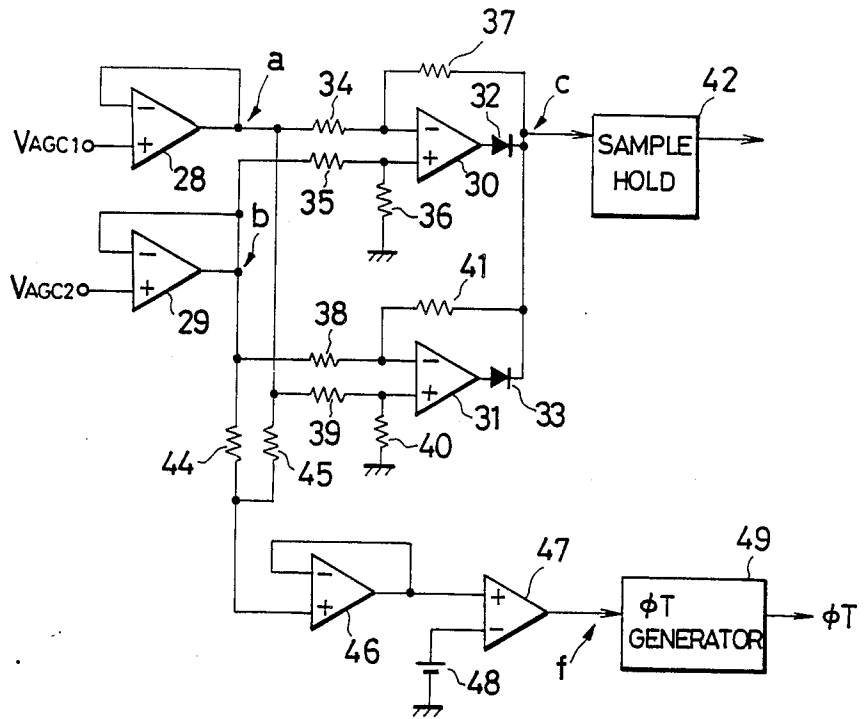 37
a
34
32
c
42
VAGC1
SAMPLE HOLD
28
35
30
36
b
VAGC2
29
41
38
39
31
33
40
44
45
47
49
φT GENERATOR
φT
46
48
f